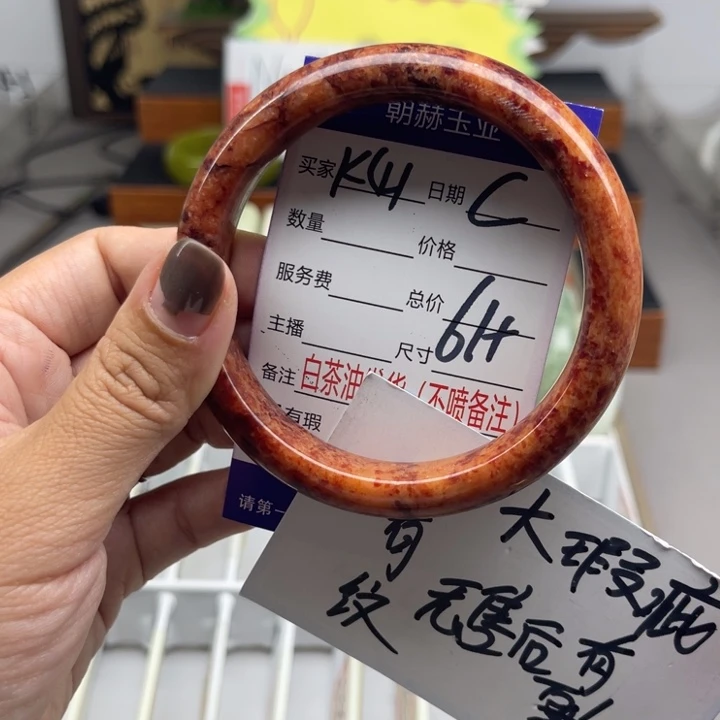 朝赫玉业
买家 日期 C
数量 价格
服务费 总价
主播 尺寸 64
备注 白茶油 (不喷备注)
有瑕
请第一
大瑕疵
有纹
无售后有